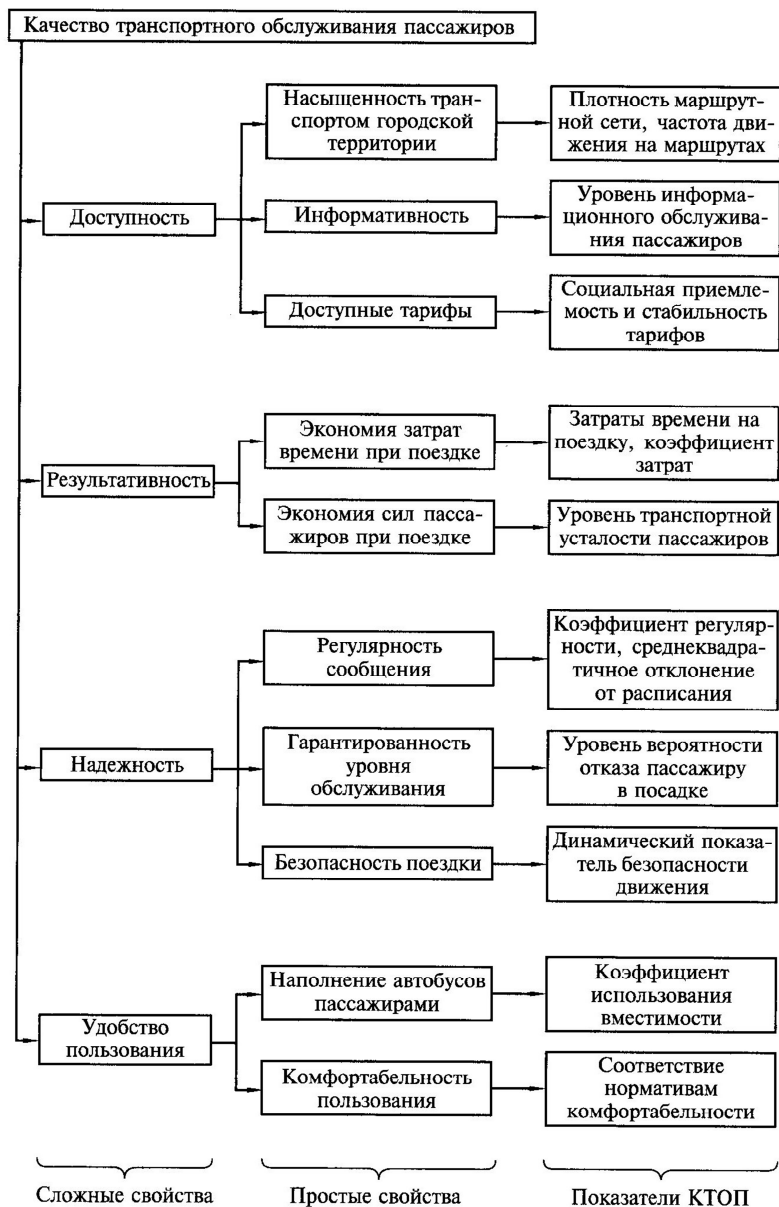 Качество транспортного обслуживания пассажиров
Насыщенность тран-
спортом городской
территории
Плотность маршрут-
ной сети, частота дви-
жения на маршрутах
Доступность
Информативность
Уровень информа-
ционного обслужива-
ния пассажиров
Доступные тарифы
Социальная приемле-
мость и стабильность
тарифов
Результативность
Экономия затрат
времени при поездке
Затраты времени на
поездку, коэффициент
затрат
Экономия сил пасса-
жиров при поездке
Уровень транспортной
усталости пассажиров
Надежность
Регулярность
сообщения
Коэффициент регуляр-
ности, среднеквадра-
тичное отклонение
от расписания
Гарантированность
уровня
обслуживания
Уровень вероятности
отказа пассажиру
в посадке
Безопасность поездки
Динамический показа-
тель безопасности
движения
Удобство
пользования
Наполнение автобусов
пассажирами
Коэффициент
использования
вместимости
Комфортабельность
пользования
Соответствие
нормативам
комфортабельности
Сложные свойства
Простые свойства
Показатели КТОП